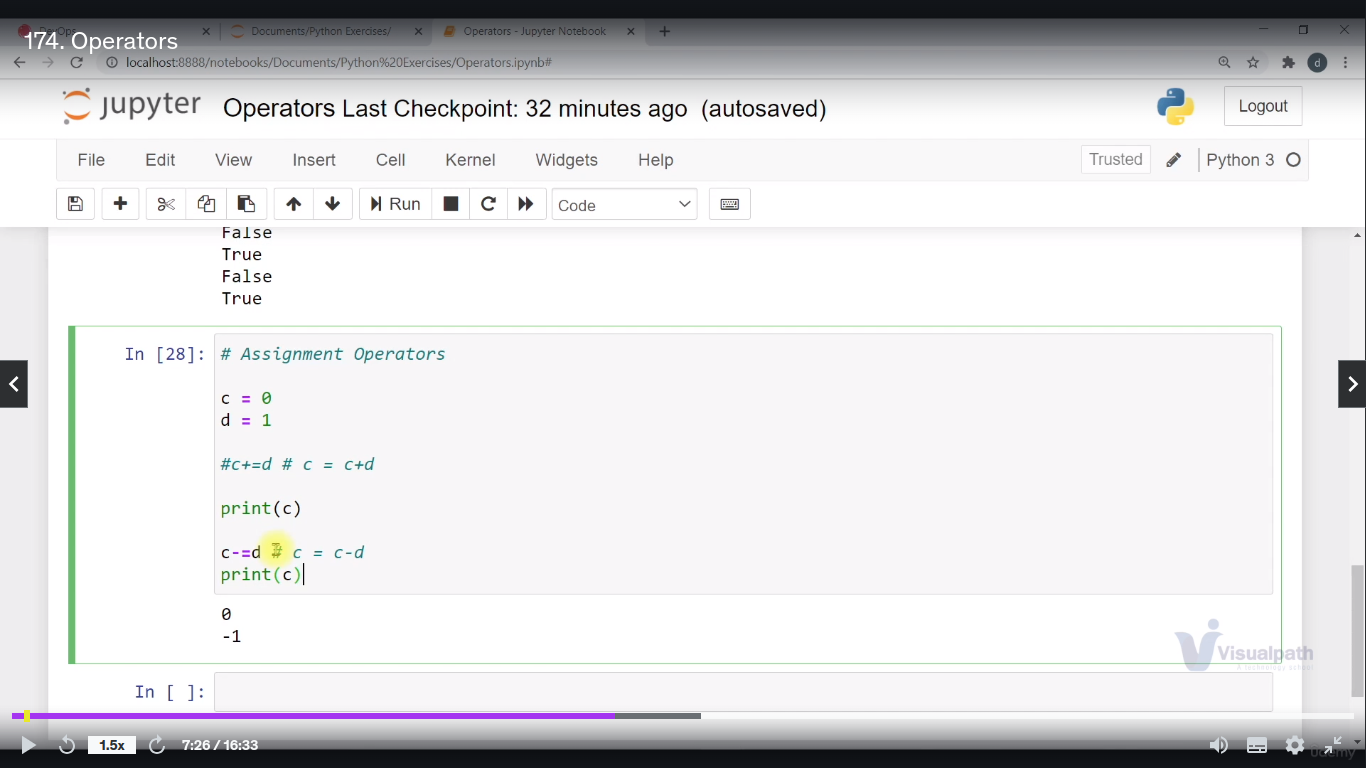 174. Operators
Documents/Python Exercises/
Operators - Jupyter Notebook
localhost:8888/notebooks/Documents/Python%20Exercises/Operators.ipynb#
d
jupyter Operators Last Checkpoint: 32 minutes ago (autosaved)
Logout
File Edit View Insert Cell Kernel Widgets Help
Trusted Python 3
Run Code
False
True
False
True
In [28]: # Assignment Operators
c = 0
d = 1
#c+=d # c = c+d
print(c)
c-=d # c = c-d
print(c)
0
-1
Visualpath
In [ ]:
1.5x 7:26 / 16:33
ûdemy